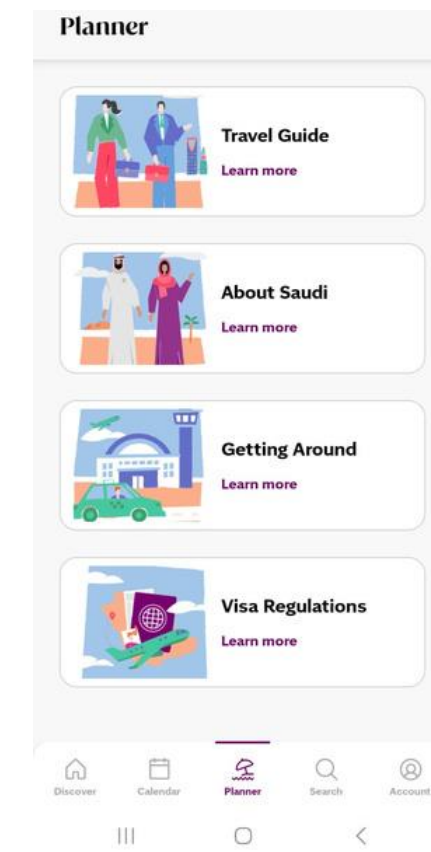 Planner
Travel Guide
Learn more
About Saudi
Learn more
Getting Around
Learn more
Visa Regulations
Learn more
Discover Calendar Planner Search Account